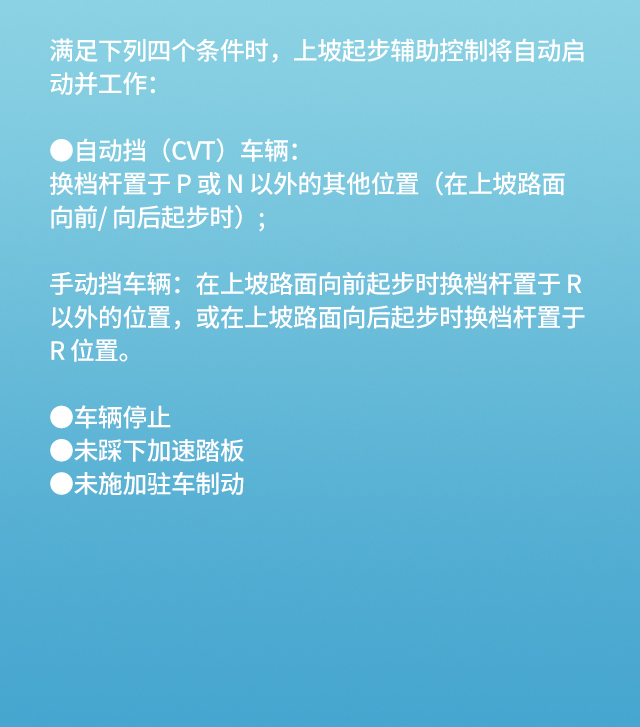 满足下列四个条件时，上坡起步辅助控制将自动启
动并工作：
●自动挡（CVT）车辆：
换档杆置于 P 或 N 以外的其他位置（在上坡路面
向前/ 向后起步时）；
手动挡车辆：在上坡路面向前起步时换档杆置于 R
以外的位置，或在上坡路面向后起步时换档杆置于
R 位置。
●车辆停止
●未踩下加速踏板
●未施加驻车制动